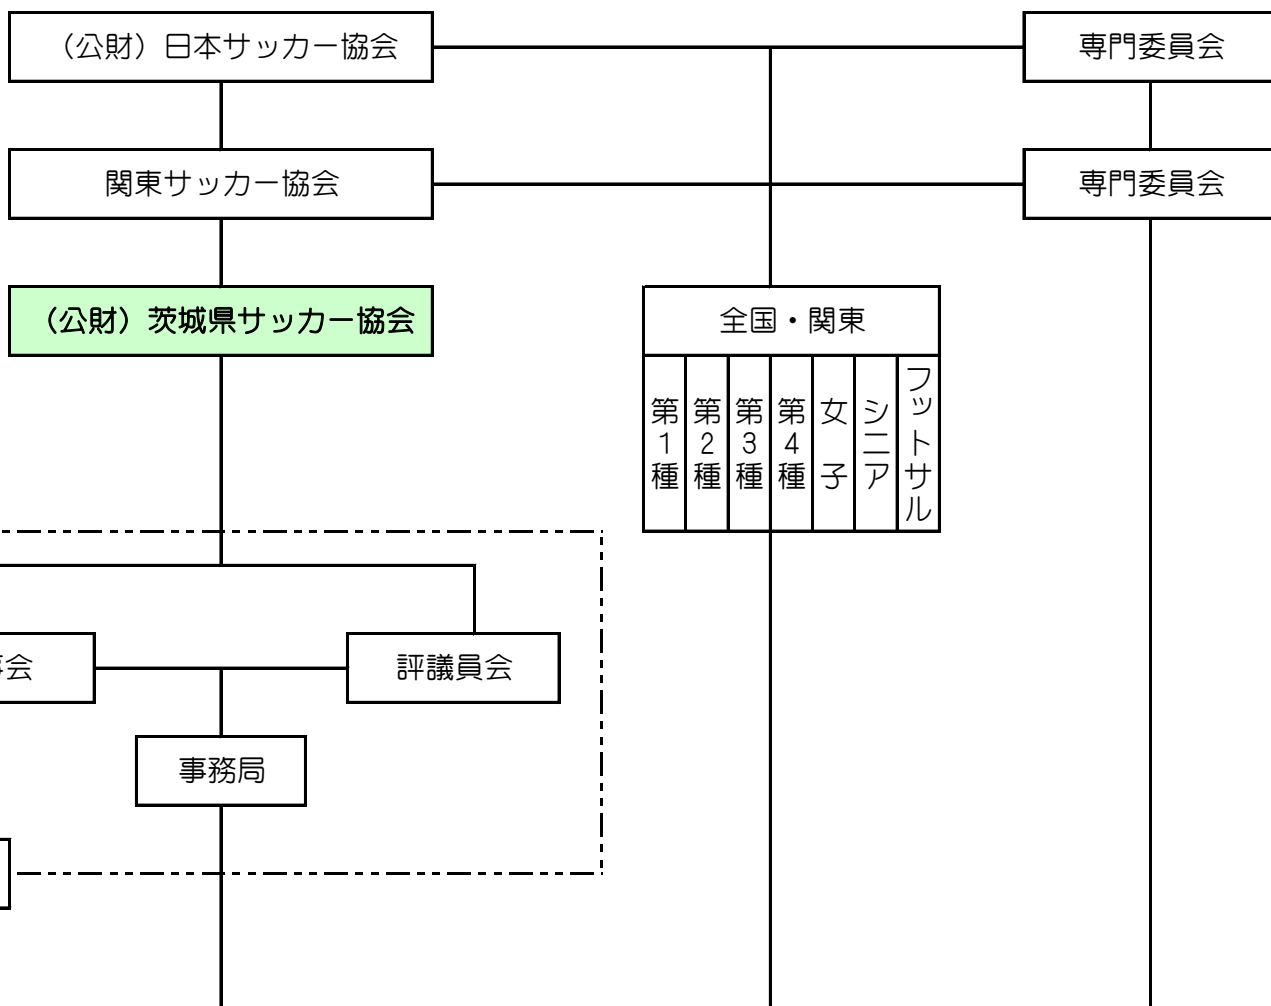 （公財）日本サッカー協会
専門委員会
関東サッカー協会
専門委員会
（公財）茨城県サッカー協会
全国・関東
第1種
第2種
第3種
第4種
女子
シニア
フットサル
会
評議員会
事務局